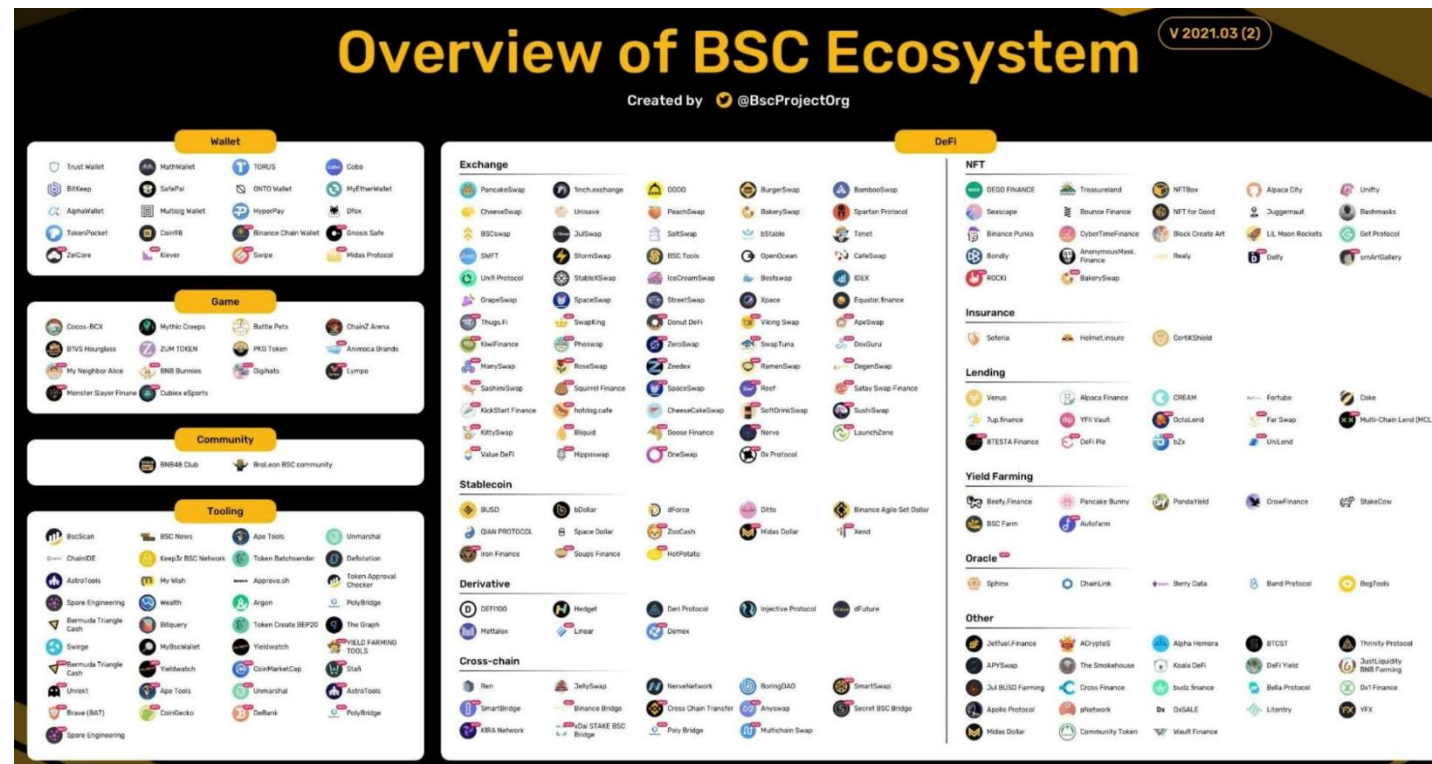 Overview of BSC Ecosystem
V 2021.03 (2)
Created by @BscProjectOrg
Wallet
Trust Wallet MathWallet TORUS Cobo
BitKeep SafePal ONTO Wallet MyEtherWallet
AlphaWallet Multisig Wallet HyperPay Dfox
TokenPocket Coin98 Binance Chain Wallet Gnosis Safe
ZelCore Klever Swipe Midas Protocol
Game
Cocos-BCX Mythic Creeps Battle Pets ChainZ Arena
B1VS Hourglass ZUM TOKEN PKG Token Animoca Brands
My Neighbor Alice BNB Bunnies Digihats Lympo
Monster Slayer Finane Cubiex eSports
Community
BNB48 Club BroLeon BSC community
Tooling
BscScan BSC News Ape Tools Unmarshal
ChainIDE Keep3r BSC Network Token Batchsender Defistation
AstroTools My Wish Approve.sh Token Approval Checker
Spore Engineering Wealth Argon PolyBridge
Bermuda Triangle Cash Bitquery Token Create BEP20 The Graph
Swirge MyBscWallet Yieldwatch YIELD FARMING TOOLS
Bermuda Triangle Cash Yieldwatch CoinMarketCap Stafi
Unrekt Ape Tools Unmarshal AstroTools
Brave (BAT) CoinGecko DeBank PolyBridge
Spore Engineering
DeFi
Exchange
PancakeSwap 1inch.exchange DODO BurgerSwap BambooSwap
CheeseSwap Unisave PeachSwap BakerySwap Spartan Protocol
BSCswap JulSwap SaltSwap bStable Tenet
SMFT StormSwap BSC.Tools OpenOcean CafeSwap
Unifi Protocol StableXSwap IceCreamSwap Bestswap IDEX
GrapeSwap SpaceSwap StreetSwap Xpace Equator.finance
Thugs.Fi SwapKing Donut DeFi Viking Swap ApeSwap
KiwiFinance Phoswap ZeroSwap SwapTuna DexGuru
ManySwap RoseSwap Zeedex RamenSwap DegenSwap
SashimiSwap Squirrel Finance SpaceSwap Reef Satay Swap Finance
KickStart Finance hotdog.cafe CheeseCakeSwap SoftDrinkSwap SushiSwap
KittySwap Bliquid Goose Finance Nerve LaunchZone
Value DeFi Hipposwap OneSwap 0x Protocol
Stablecoin
BUSD bDollar dForce Ditto Binance Agile Set Dollar
QIAN PROTOCOL Space Dollar ZooCash Midas Dollar Xend
Iron Finance Soups Finance HotPotato
Derivative
DEFI100 Hedget Deri Protocol Injective Protocol dFuture
Mettalex Linear Demex
Cross-chain
Ren JellySwap NerveNetwork BoringDAO SmartSwap
SmartBridge Binance Bridge Cross Chain Transfer Anyswap Secret BSC Bridge
KIRA Network xDai STAKE BSC Bridge Poly Bridge Multichain Swap
NFT
DEGO FINANCE Treasureland NFTBox Alpaca City Unifty
Seascape Bounce Finance NFT for Good Juggernaut Bashmasks
Binance Punks CyberTimeFinance Block Create Art LIL Moon Rockets Get Protocol
Bondly AnonymousMask.Finance Realy Defly smArtGallery
ROCKI BakerySwap
Insurance
Soteria Helmet.insure CertiKShield
Lending
Venus Alpaca Finance CREAM Fortube Cake
7up.finance YFII Vault OctoLend Far Swap Multi-Chain Lend (MCL
BTESTA Finance DeFi Pie bZx UniLend
Yield Farming
Beefy.Finance Pancake Bunny PandaYield CrowFinance StakeCow
BSC Farm Autofarm
Oracle
Sphinx ChainLink Berry Data Band Protocol BogTools
Other
Jetfuel.Finance ACryptoS Alpha Homora BTCST Thrinity Protocol
APYSwap The Smokehouse Koala DeFi DeFi Yield JustLiquidity BNB Farming
Jul BUSD Farming Cross Finance budz.finance Bella Protocol 0x1 Finance
Apollo Protocol pNetwork Dx DxSALE Litentry YFX
Midas Dollar Community Token Wault Finance